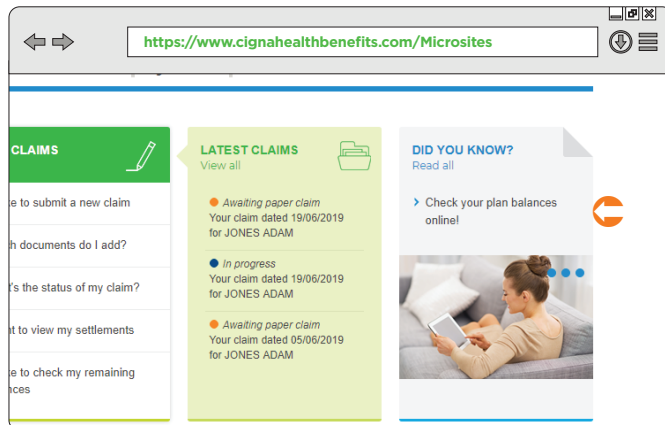 https://www.cignahealthbenefits.com/Microsites
CLAIMS
e to submit a new claim
h documents do I add?
t's the status of my claim?
nt to view my settlements
e to check my remaining
nces
LATEST CLAIMS
View all
Awaiting paper claim
Your claim dated 19/06/2019
for JONES ADAM
In progress
Your claim dated 19/06/2019
for JONES ADAM
Awaiting paper claim
Your claim dated 05/06/2019
for JONES ADAM
DID YOU KNOW?
Read all
Check your plan balances
online!